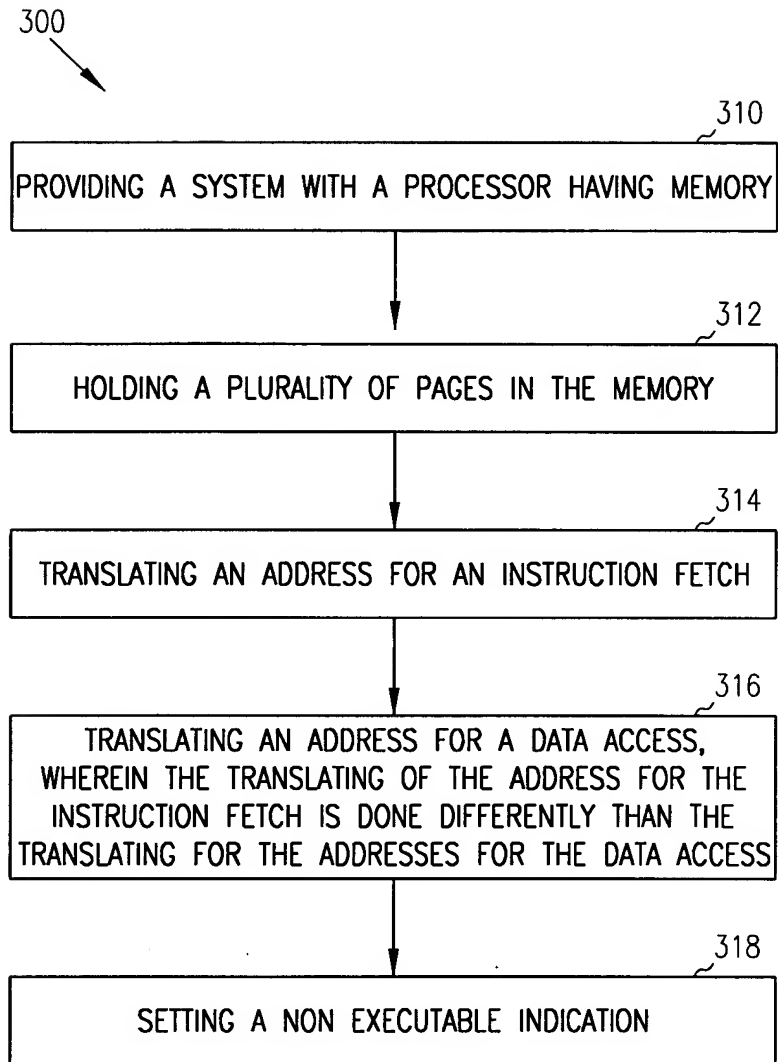 300
310
PROVIDING A SYSTEM WITH A PROCESSOR HAVING MEMORY
312
HOLDING A PLURALITY OF PAGES IN THE MEMORY
314
TRANSLATING AN ADDRESS FOR AN INSTRUCTION FETCH
316
TRANSLATING AN ADDRESS FOR A DATA ACCESS,
WHEREIN THE TRANSLATING OF THE ADDRESS FOR THE
INSTRUCTION FETCH IS DONE DIFFERENTLY THAN THE
TRANSLATING FOR THE ADDRESSES FOR THE DATA ACCESS
318
SETTING A NON EXECUTABLE INDICATION